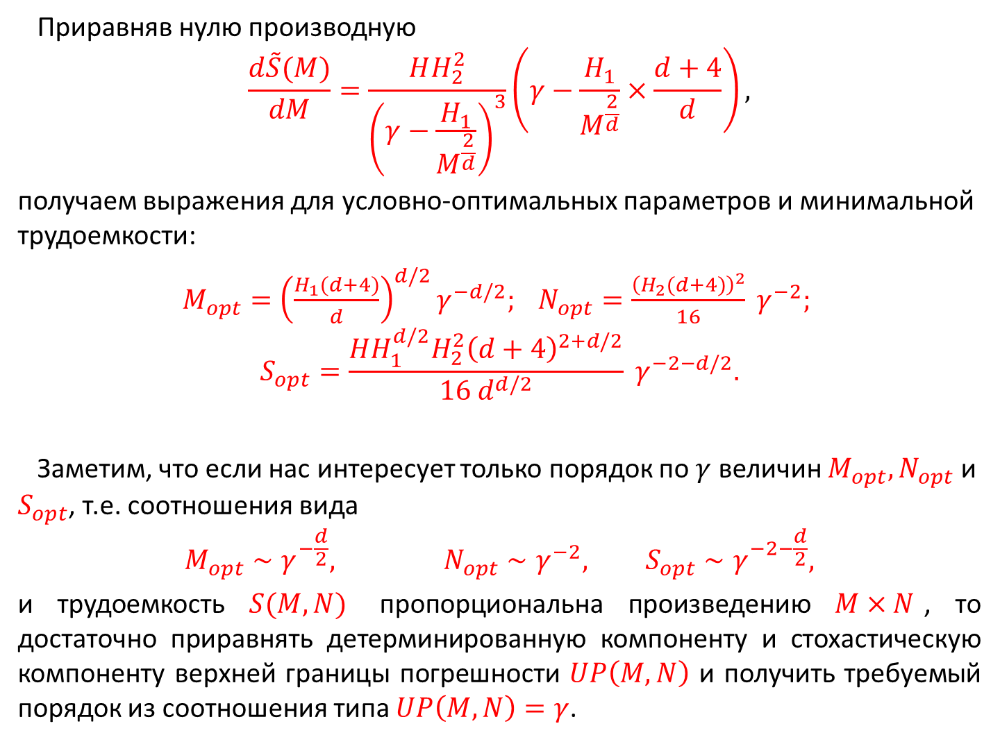 Приравняв нулю производную
$$\frac{d\tilde{S}(M)}{dM} = \frac{HH_2^2}{\left(\gamma - \frac{H_1}{M^{\frac{2}{d}}}\right)^3}\left(\gamma - \frac{H_1}{M^{\frac{2}{d}}} \times \frac{d+4}{d}\right),$$
получаем выражения для условно-оптимальных параметров и минимальной
трудоемкости:
$$M_{opt} = \left(\frac{H_1(d+4)}{d}\right)^{d/2} \gamma^{-d/2}; \quad N_{opt} = \frac{(H_2(d+4))^2}{16} \gamma^{-2};$$
$$S_{opt} = \frac{HH_1^{d/2}H_2^2(d+4)^{2+d/2}}{16\, d^{d/2}} \gamma^{-2-d/2}.$$
Заметим, что если нас интересует только порядок по $\gamma$ величин $M_{opt}, N_{opt}$ и
$S_{opt}$, т.е. соотношения вида
$$M_{opt} \sim \gamma^{-\frac{d}{2}}, \quad N_{opt} \sim \gamma^{-2}, \quad S_{opt} \sim \gamma^{-2-\frac{d}{2}},$$
и трудоемкость $S(M, N)$ пропорциональна произведению $M \times N$ , то
достаточно приравнять детерминированную компоненту и стохастическую
компоненту верхней границы погрешности $UP(M, N)$ и получить требуемый
порядок из соотношения типа $UP(M, N) = \gamma$.